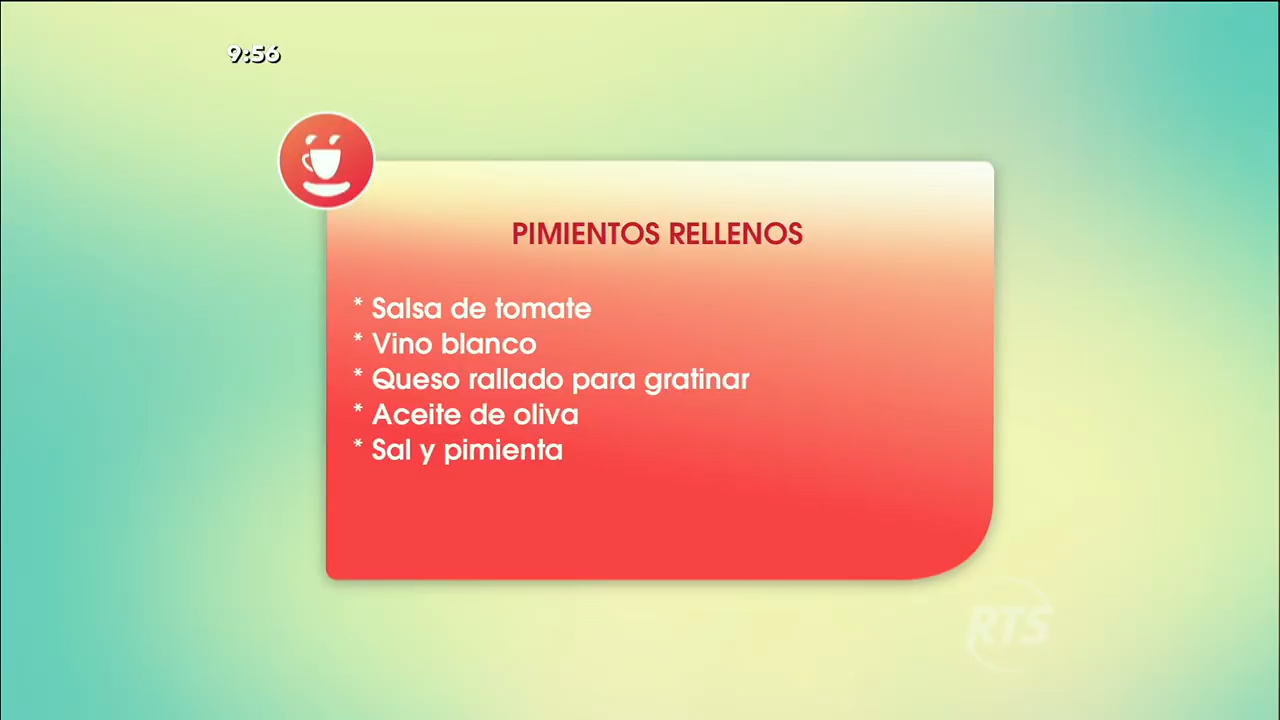 9:56
PIMIENTOS RELLENOS
* Salsa de tomate
* Vino blanco
* Queso rallado para gratinar
* Aceite de oliva
* Sal y pimienta
RTS